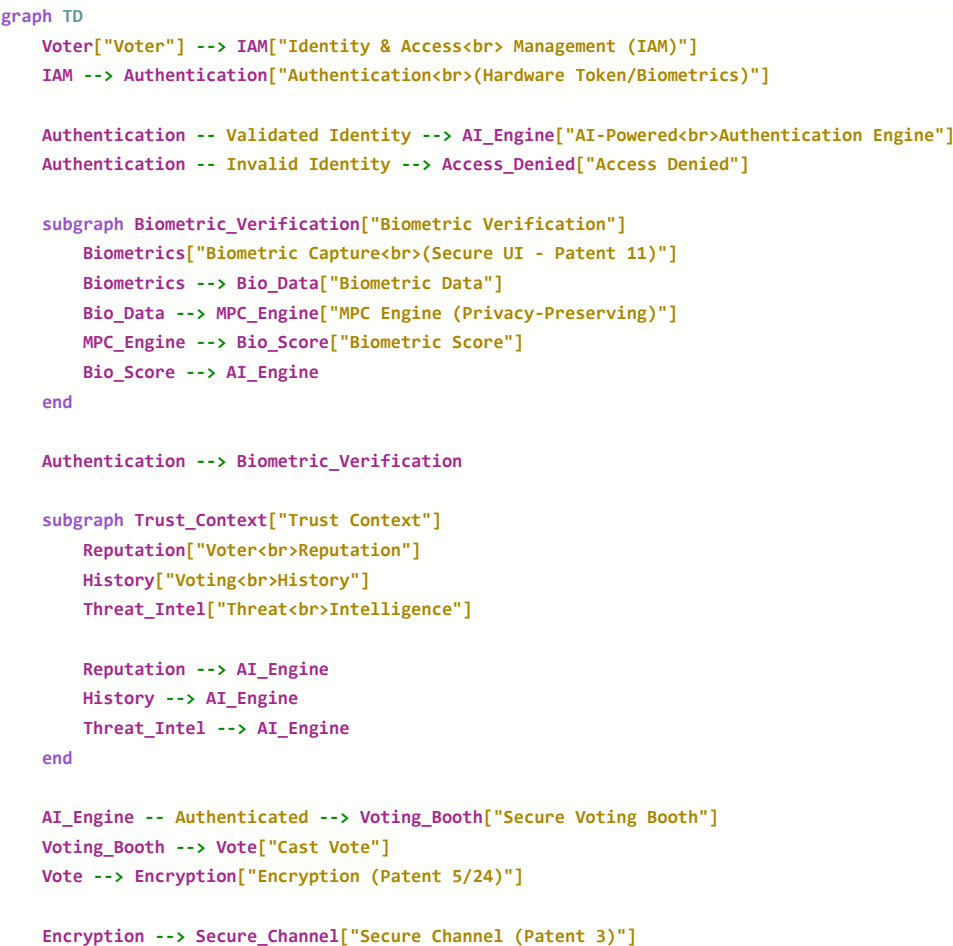 graph TD
    Voter["Voter"] --> IAM["Identity & Access<br> Management (IAM)"]
    IAM --> Authentication["Authentication<br>(Hardware Token/Biometrics)"]

    Authentication -- Validated Identity --> AI_Engine["AI-Powered<br>Authentication Engine"]
    Authentication -- Invalid Identity --> Access_Denied["Access Denied"]

    subgraph Biometric_Verification["Biometric Verification"]
        Biometrics["Biometric Capture<br>(Secure UI - Patent 11)"]
        Biometrics --> Bio_Data["Biometric Data"]
        Bio_Data --> MPC_Engine["MPC Engine (Privacy-Preserving)"]
        MPC_Engine --> Bio_Score["Biometric Score"]
        Bio_Score --> AI_Engine
    end

    Authentication --> Biometric_Verification

    subgraph Trust_Context["Trust Context"]
        Reputation["Voter<br>Reputation"]
        History["Voting<br>History"]
        Threat_Intel["Threat<br>Intelligence"]

        Reputation --> AI_Engine
        History --> AI_Engine
        Threat_Intel --> AI_Engine
    end

    AI_Engine -- Authenticated --> Voting_Booth["Secure Voting Booth"]
    Voting_Booth --> Vote["Cast Vote"]
    Vote --> Encryption["Encryption (Patent 5/24)"]

    Encryption --> Secure_Channel["Secure Channel (Patent 3)"]